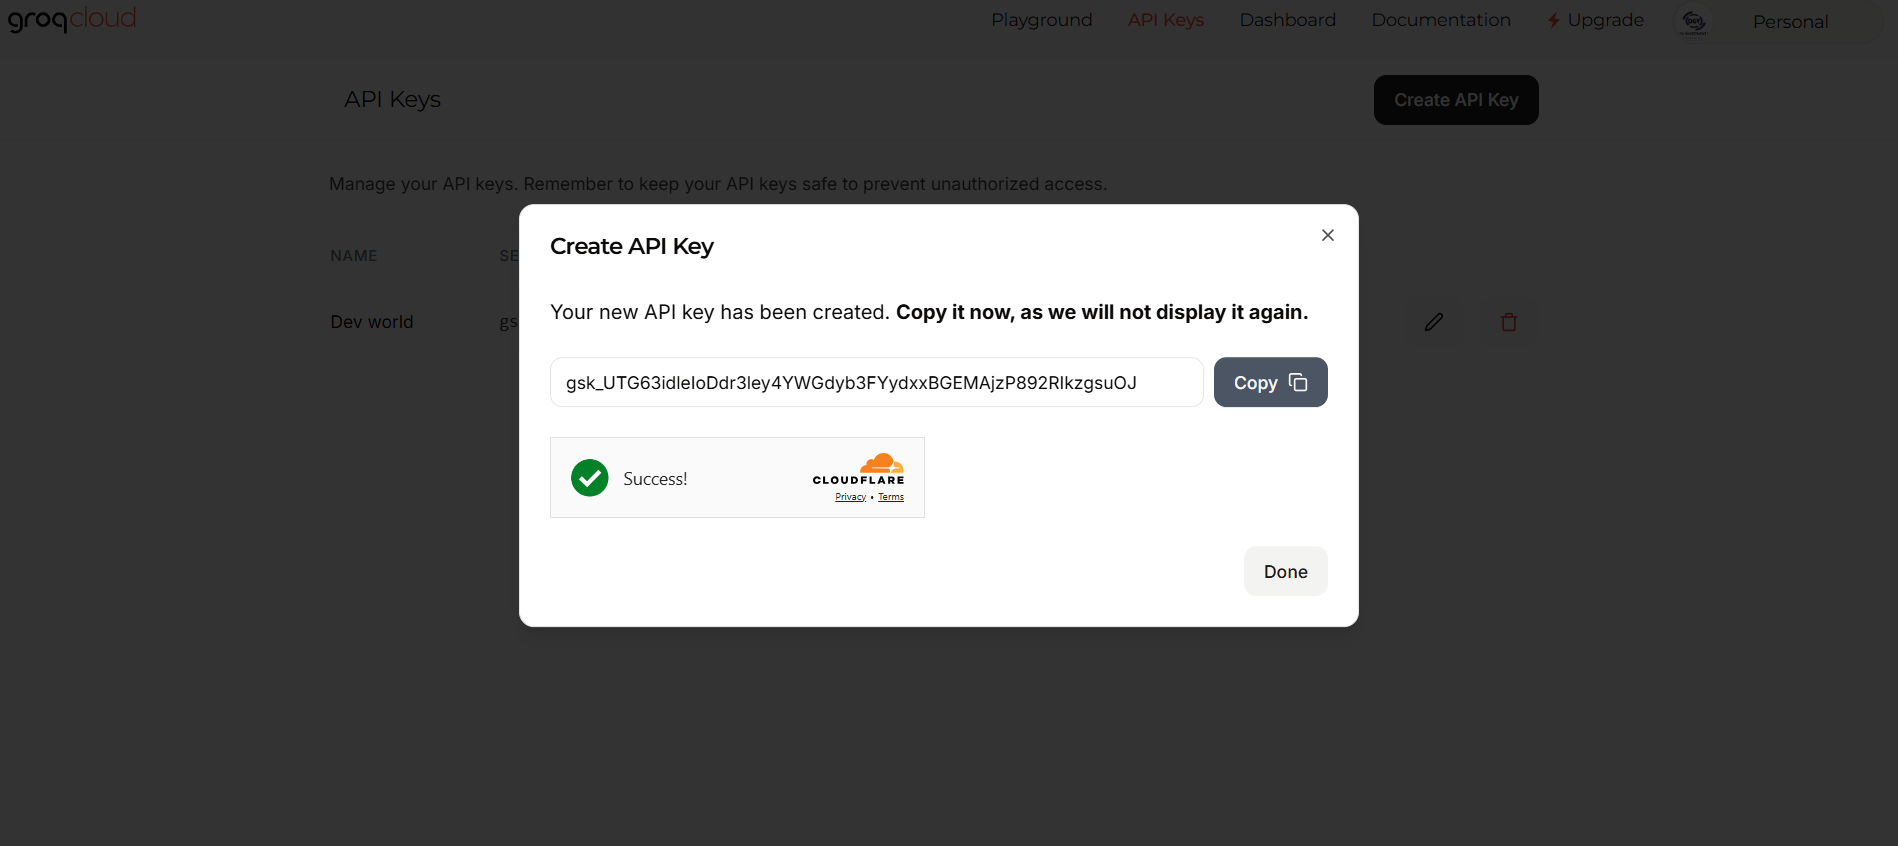 groqcloud
Playground API Keys Dashboard Documentation Upgrade Personal
API Keys
Create API Key
Manage your API keys. Remember to keep your API keys safe to prevent unauthorized access.
NAME SE
Dev world gs
Create API Key
Your new API key has been created. Copy it now, as we will not display it again.
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
Copy
Success!
CLOUDFLARE
Privacy • Terms
Done